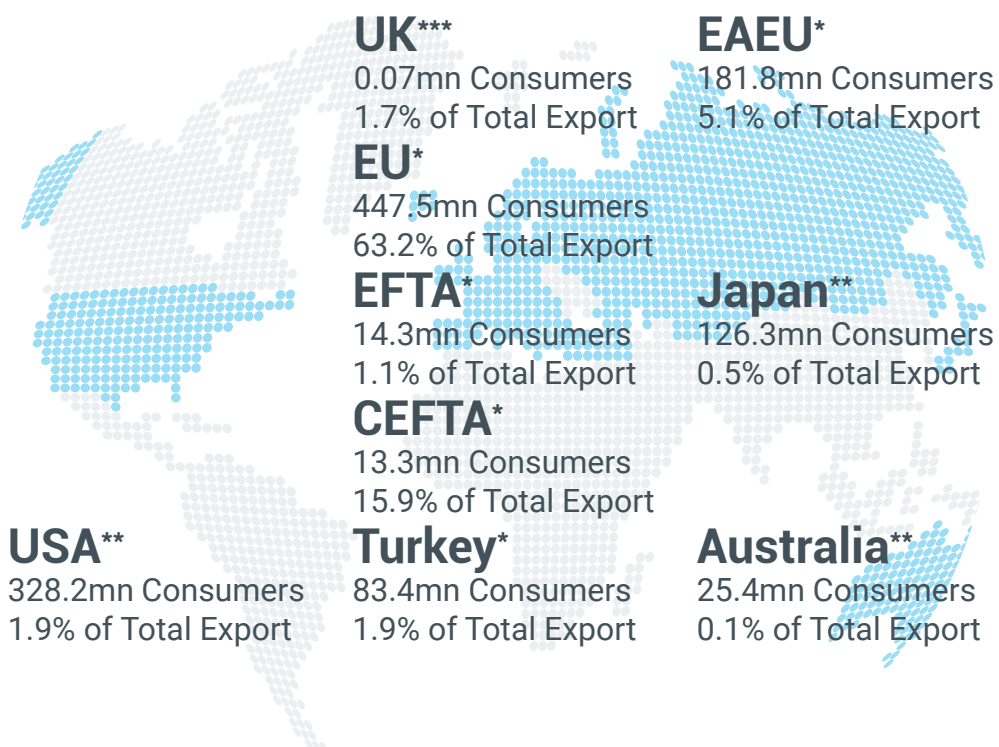 UK***
0.07mn Consumers
1.7% of Total Export
EU*
447.5mn Consumers
63.2% of Total Export
EFTA*
14.3mn Consumers
1.1% of Total Export
CEFTA*
13.3mn Consumers
15.9% of Total Export
USA**
328.2mn Consumers
1.9% of Total Export
Turkey*
83.4mn Consumers
1.9% of Total Export
EAEU*
181.8mn Consumers
5.1% of Total Export
Japan**
126.3mn Consumers
0.5% of Total Export
Australia**
25.4mn Consumers
0.1% of Total Export